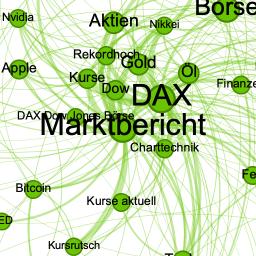 Nvidia
Aktien
Nikkei
Börse
Rekordhoch
Gold
Apple
Kurse
Öl
Dow
DAX
Finanze
DAX Dow Jones Börse
Marktbericht
Charttechnik
Fe
Bitcoin
Kurse aktuell
ED
Kursrutsch